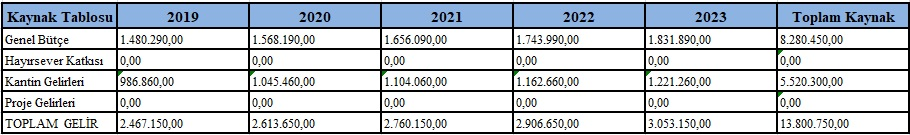 Kaynak Tablosu 2019 2020 2021 2022 2023 Toplam Kaynak
Genel Bütçe 1.480.290,00 1.568.190,00 1.656.090,00 1.743.990,00 1.831.890,00 8.280.450,00
Hayırsever Katkısı 0,00 0,00 0,00 0,00 0,00 0,00
Kantin Gelirleri 986.860,00 1.045.460,00 1.104.060,00 1.162.660,00 1.221.260,00 5.520.300,00
Proje Gelirleri 0,00 0,00 0,00 0,00 0,00 0,00
TOPLAM GELİR 2.467.150,00 2.613.650,00 2.760.150,00 2.906.650,00 3.053.150,00 13.800.750,00